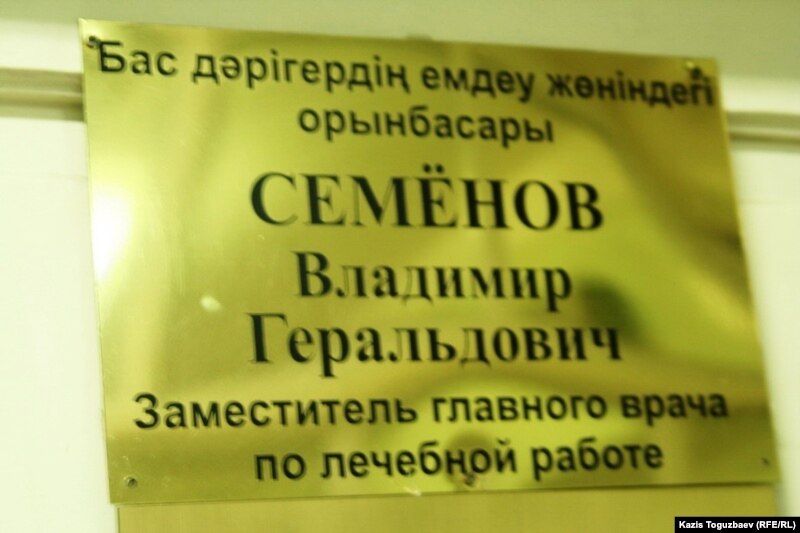 Бас дәрігердің емдеу жөніндегі
орынбасары
СЕМЁНОВ
Владимир
Геральдович
Заместитель главного врача
по лечебной работе
Kazis Toguzbaev (RFE/RL)